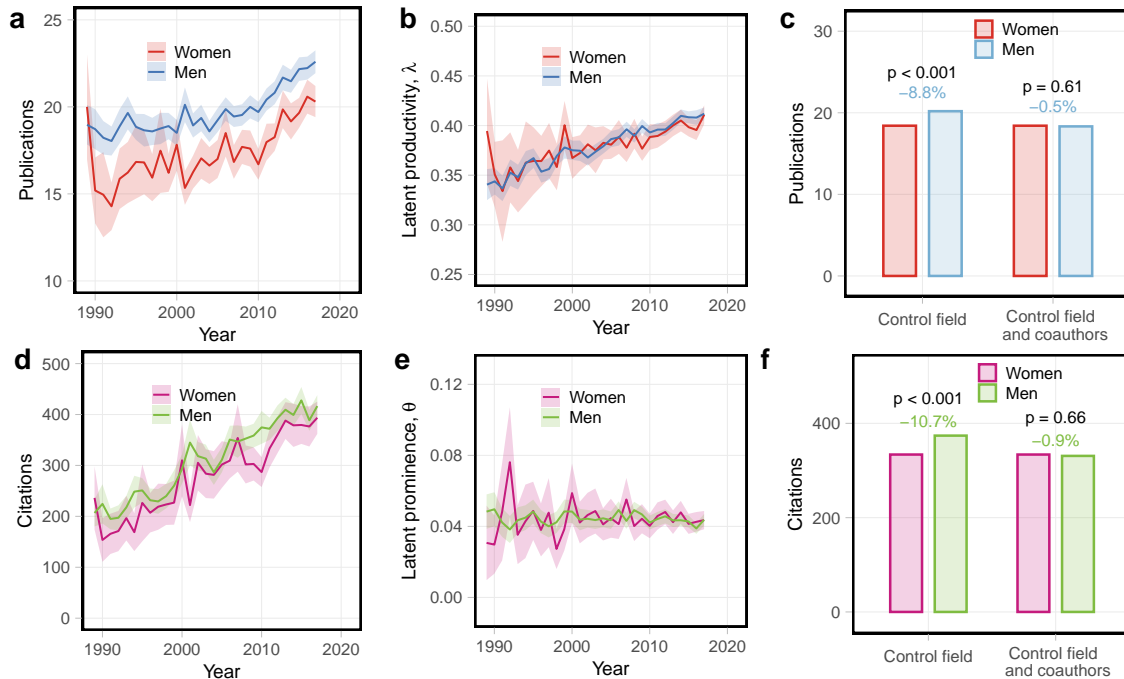 a
Publications
25
20
15
10
Women
Men
1990
2000
2010
2020
Year
b
Latent productivity, λ
0.50
0.45
0.40
0.35
0.30
0.25
Women
Men
1990
2000
2010
2020
Year
c
Publications
30
20
10
0
Women
Men
p < 0.001
−8.8%
p = 0.61
−0.5%
Control field
Control field
and coauthors
d
Citations
500
400
300
200
100
0
Women
Men
1990
2000
2010
2020
Year
e
Latent prominence, θ
0.12
0.08
0.04
0.00
Women
Men
1990
2000
2010
2020
Year
f
Citations
400
200
0
Women
Men
p < 0.001
−10.7%
p = 0.66
−0.9%
Control field
Control field
and coauthors